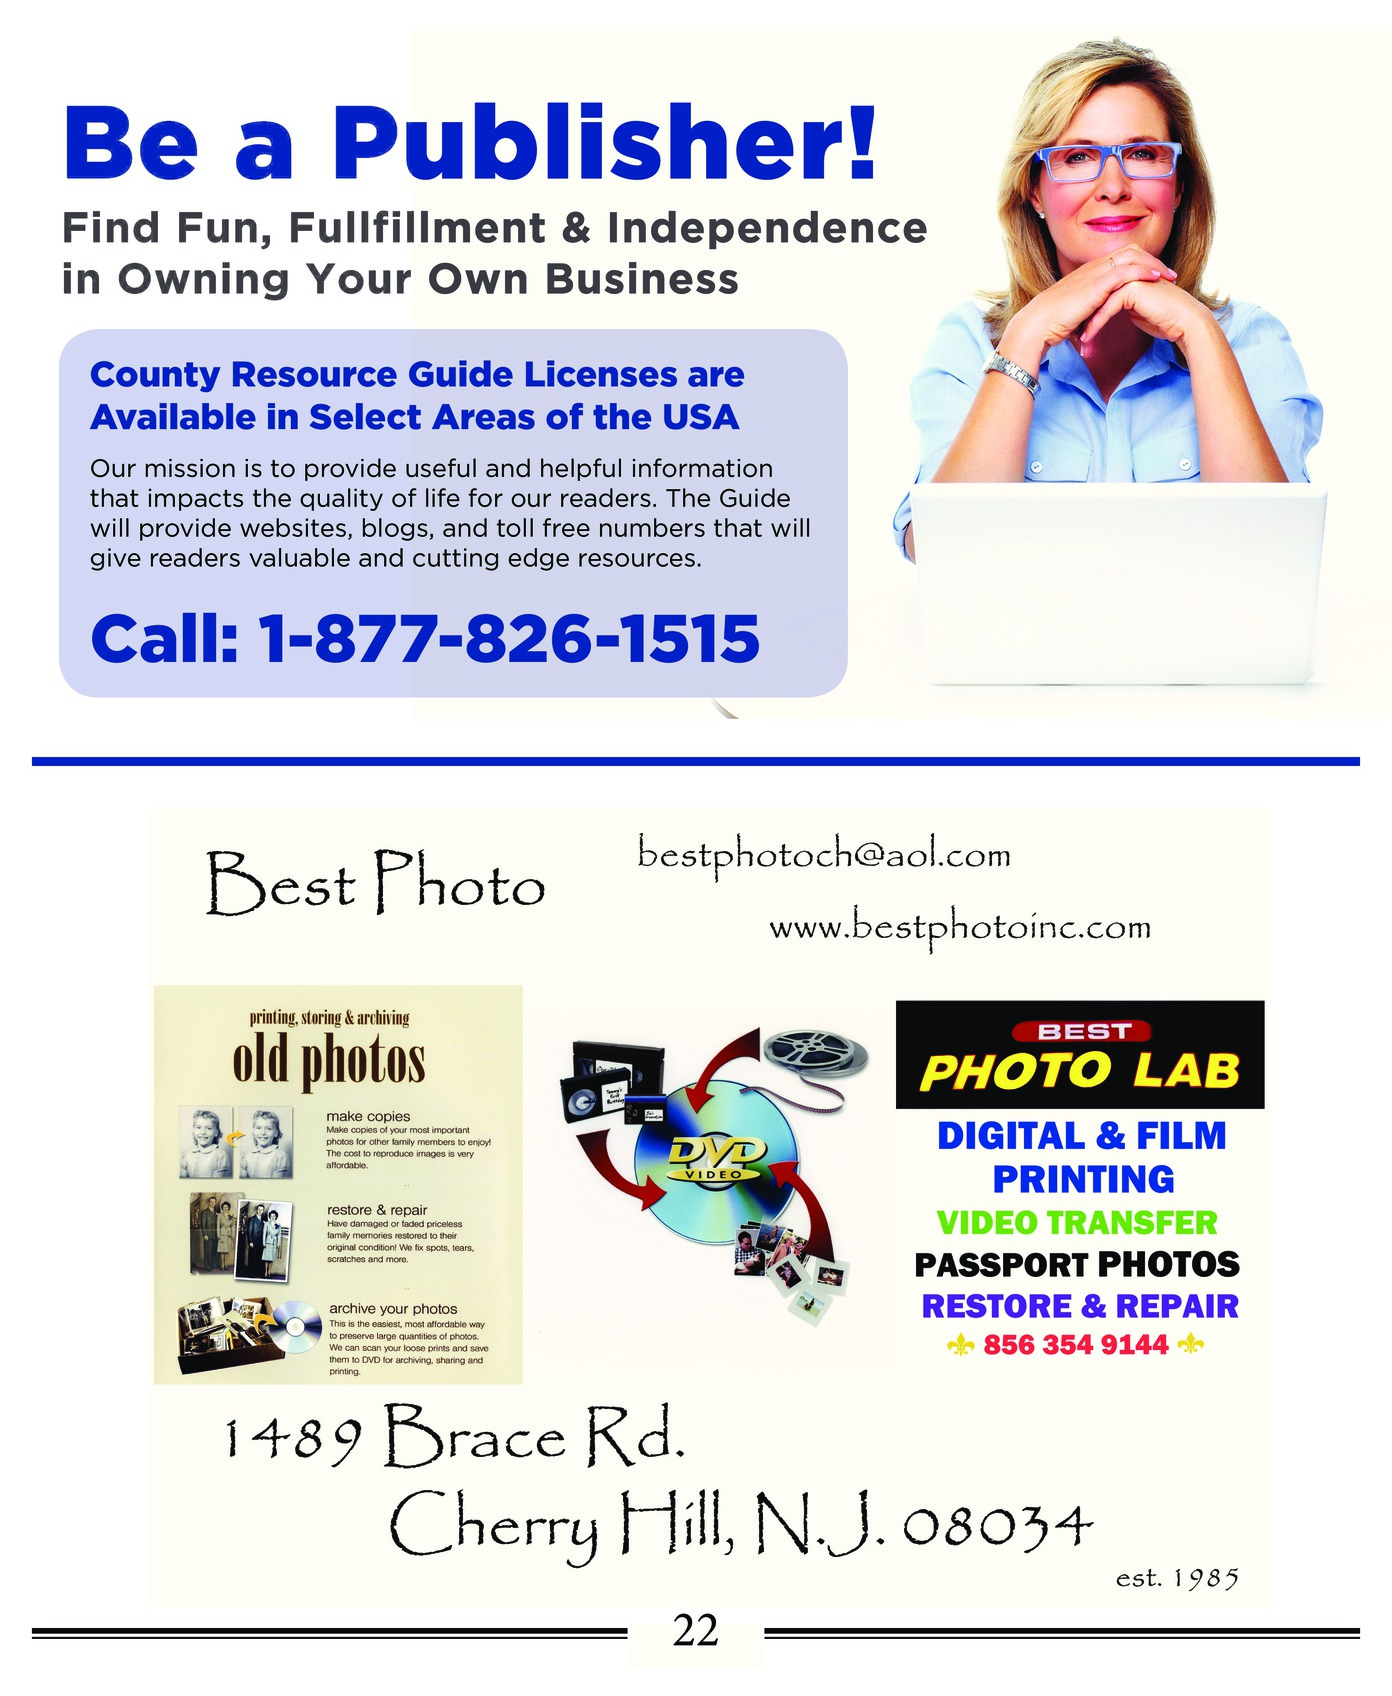 Be a Publisher!
Find Fun, Fullfillment & Independence
in Owning Your Own Business
County Resource Guide Licenses are
Available in Select Areas of the USA
Our mission is to provide useful and helpful information
that impacts the quality of life for our readers. The Guide
will provide websites, blogs, and toll free numbers that will
give readers valuable and cutting edge resources.
Call: 1-877-826-1515
Best Photo
bestphotoch@aol.com
www.bestphotoinc.com
printing, storing & archiving
old photos
make copies
Make copies of your most important
photos for other family members to enjoy!
The cost to reproduce images is very
affordable.
restore & repair
Have damaged or faded priceless
family memories restored to their
original condition! We fix spots, tears,
scratches and more.
archive your photos
This is the easiest, most affordable way
to preserve large quantities of photos.
We can scan your loose prints and save
them to DVD for archiving, sharing and
printing.
DVD
VIDEO
BEST
PHOTO LAB
DIGITAL & FILM
PRINTING
VIDEO TRANSFER
PASSPORT PHOTOS
RESTORE & REPAIR
856 354 9144
1489 Brace Rd.
Cherry Hill, N.J. 08034
est. 1985
22